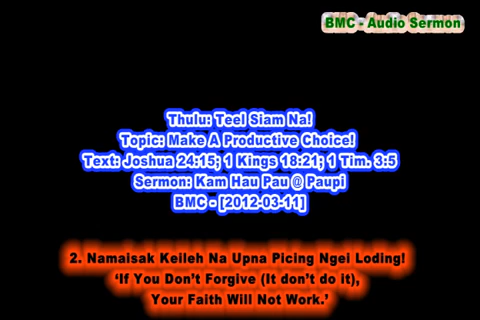 BMC - Audio Sermon
Thulu: Teel Siam Na!
Topic: Make A Productive Choice!
Text: Joshua 24:15; 1 Kings 18:21; 1 Tim. 3:5
Sermon: Kam Hau Pau @ Paupi
BMC - [2012-03-11]
2. Namaisak Keileh Na Upna Picing Ngei Loding!
‘If You Don’t Forgive (It don’t do it),
Your Faith Will Not Work.’